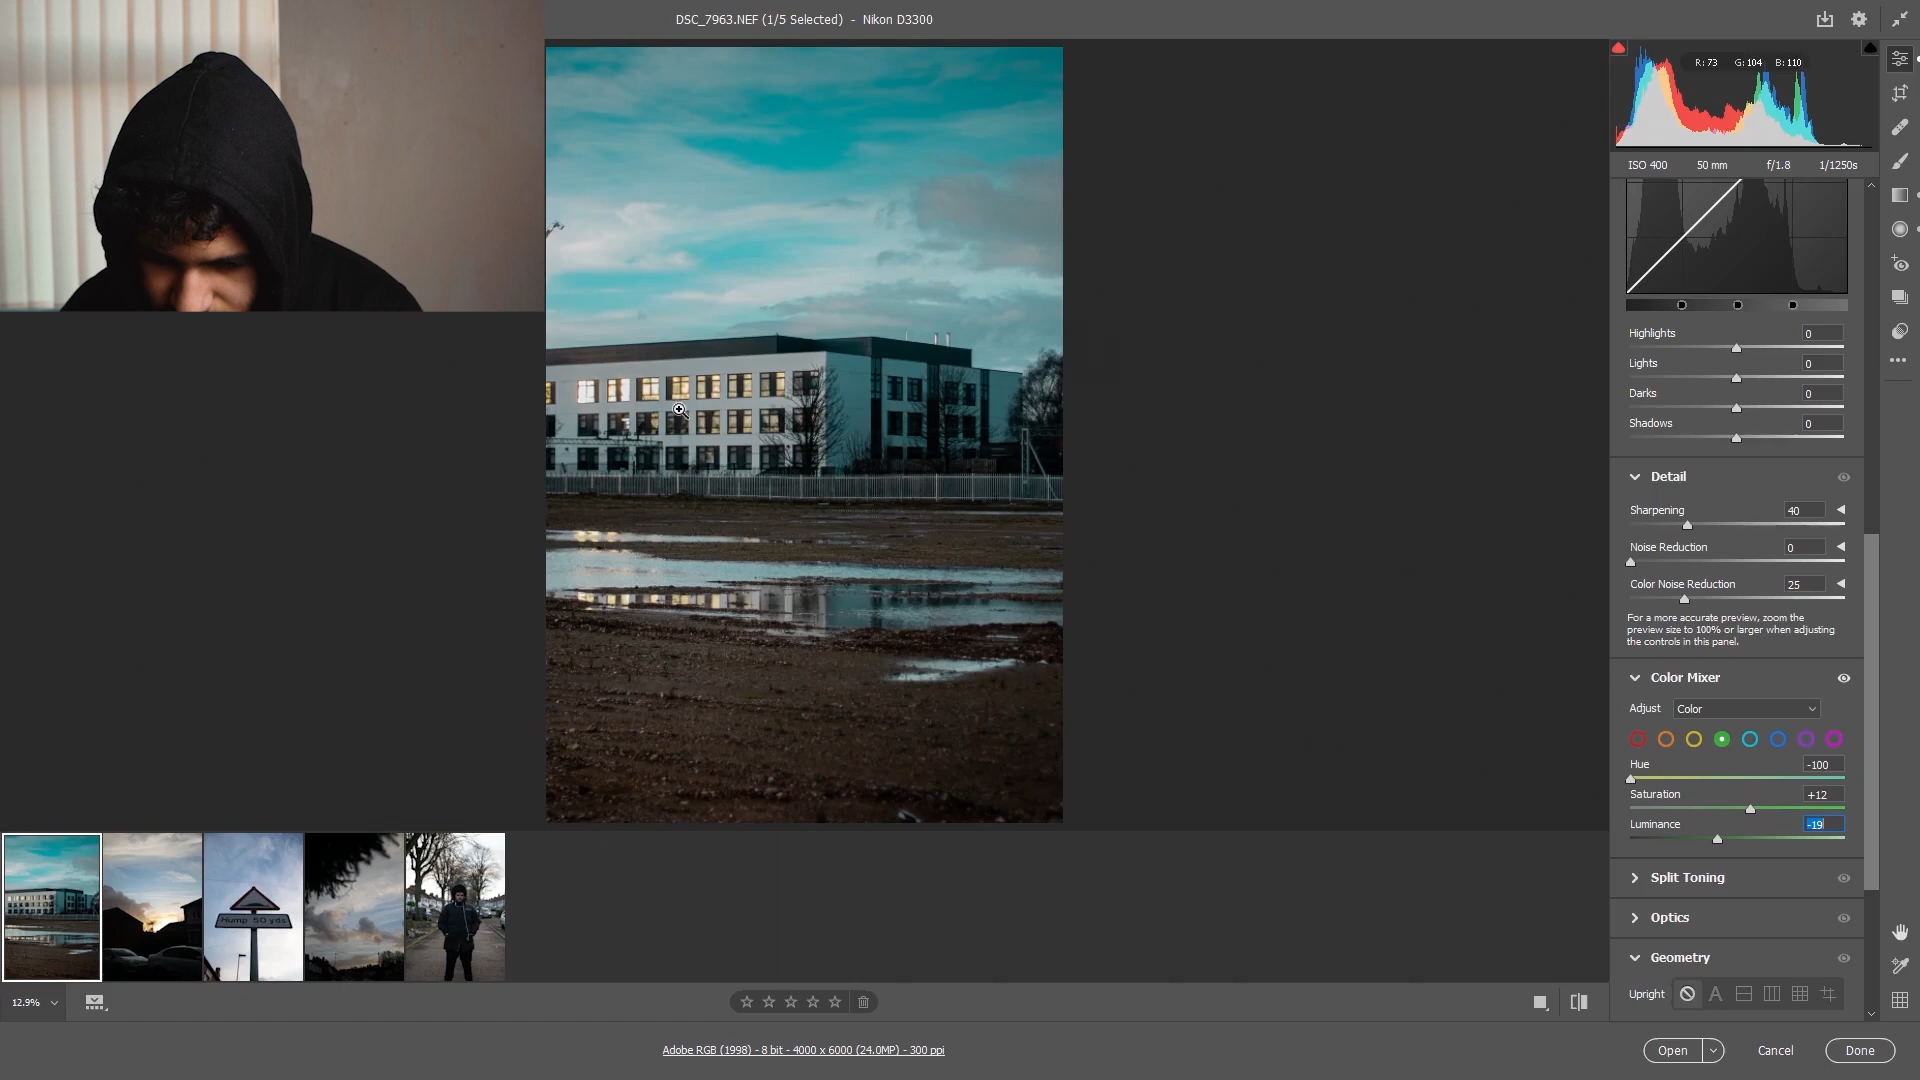 DSC_7963.NEF (1/5 Selected)  -  Nikon D3300
R: 73 G: 104 B: 110
ISO 400 50 mm f/1.8 1/1250s
Highlights 0
Lights 0
Darks 0
Shadows 0
Detail
Sharpening 40
Noise Reduction 0
Color Noise Reduction 25
For a more accurate preview, zoom the
preview size to 100% or larger when adjusting
the controls in this panel.
Color Mixer
Adjust Color
Hue -100
Saturation +12
Luminance -19
Split Toning
Optics
Geometry
Upright A
Hump 50 yds
12.9%
Adobe RGB (1998) - 8 bit - 4000 x 6000 (24.0MP) - 300 ppi
Open Cancel Done